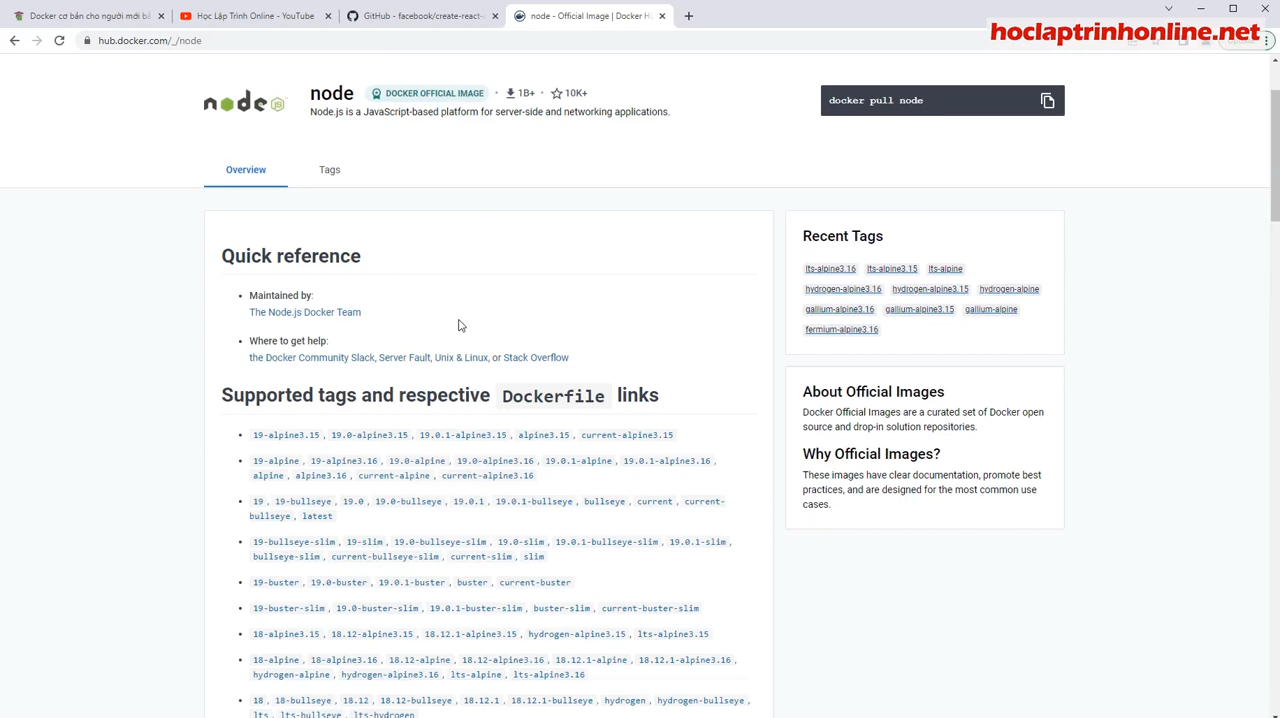 Docker cơ bản cho người mới bắ
Học Lập Trình Online - YouTube
GitHub - facebook/create-react-
node - Official Image | Docker H
hub.docker.com/_/node
hoclaptrinhonline.net
node
node
DOCKER OFFICIAL IMAGE
1B+
10K+
Node.js is a JavaScript-based platform for server-side and networking applications.
docker pull node
Overview
Tags
Quick reference
Maintained by:
The Node.js Docker Team
Where to get help:
the Docker Community Slack, Server Fault, Unix & Linux, or Stack Overflow
Supported tags and respective Dockerfile links
19-alpine3.15, 19.0-alpine3.15, 19.0.1-alpine3.15, alpine3.15, current-alpine3.15
19-alpine, 19-alpine3.16, 19.0-alpine, 19.0-alpine3.16, 19.0.1-alpine, 19.0.1-alpine3.16,
alpine, alpine3.16, current-alpine, current-alpine3.16
19, 19-bullseye, 19.0, 19.0-bullseye, 19.0.1, 19.0.1-bullseye, bullseye, current, current-
bullseye, latest
19-bullseye-slim, 19-slim, 19.0-bullseye-slim, 19.0-slim, 19.0.1-bullseye-slim, 19.0.1-slim,
bullseye-slim, current-bullseye-slim, current-slim, slim
19-buster, 19.0-buster, 19.0.1-buster, buster, current-buster
19-buster-slim, 19.0-buster-slim, 19.0.1-buster-slim, buster-slim, current-buster-slim
18-alpine3.15, 18.12-alpine3.15, 18.12.1-alpine3.15, hydrogen-alpine3.15, lts-alpine3.15
18-alpine, 18-alpine3.16, 18.12-alpine, 18.12-alpine3.16, 18.12.1-alpine, 18.12.1-alpine3.16,
hydrogen-alpine, hydrogen-alpine3.16, lts-alpine, lts-alpine3.16
18, 18-bullseye, 18.12, 18.12-bullseye, 18.12.1, 18.12.1-bullseye, hydrogen, hydrogen-bullseye,
lts, lts-bullseye, lts-hydrogen
Recent Tags
lts-alpine3.16 lts-alpine3.15 lts-alpine
hydrogen-alpine3.16 hydrogen-alpine3.15 hydrogen-alpine
gallium-alpine3.16 gallium-alpine3.15 gallium-alpine
fermium-alpine3.16
About Official Images
Docker Official Images are a curated set of Docker open
source and drop-in solution repositories.
Why Official Images?
These images have clear documentation, promote best
practices, and are designed for the most common use
cases.